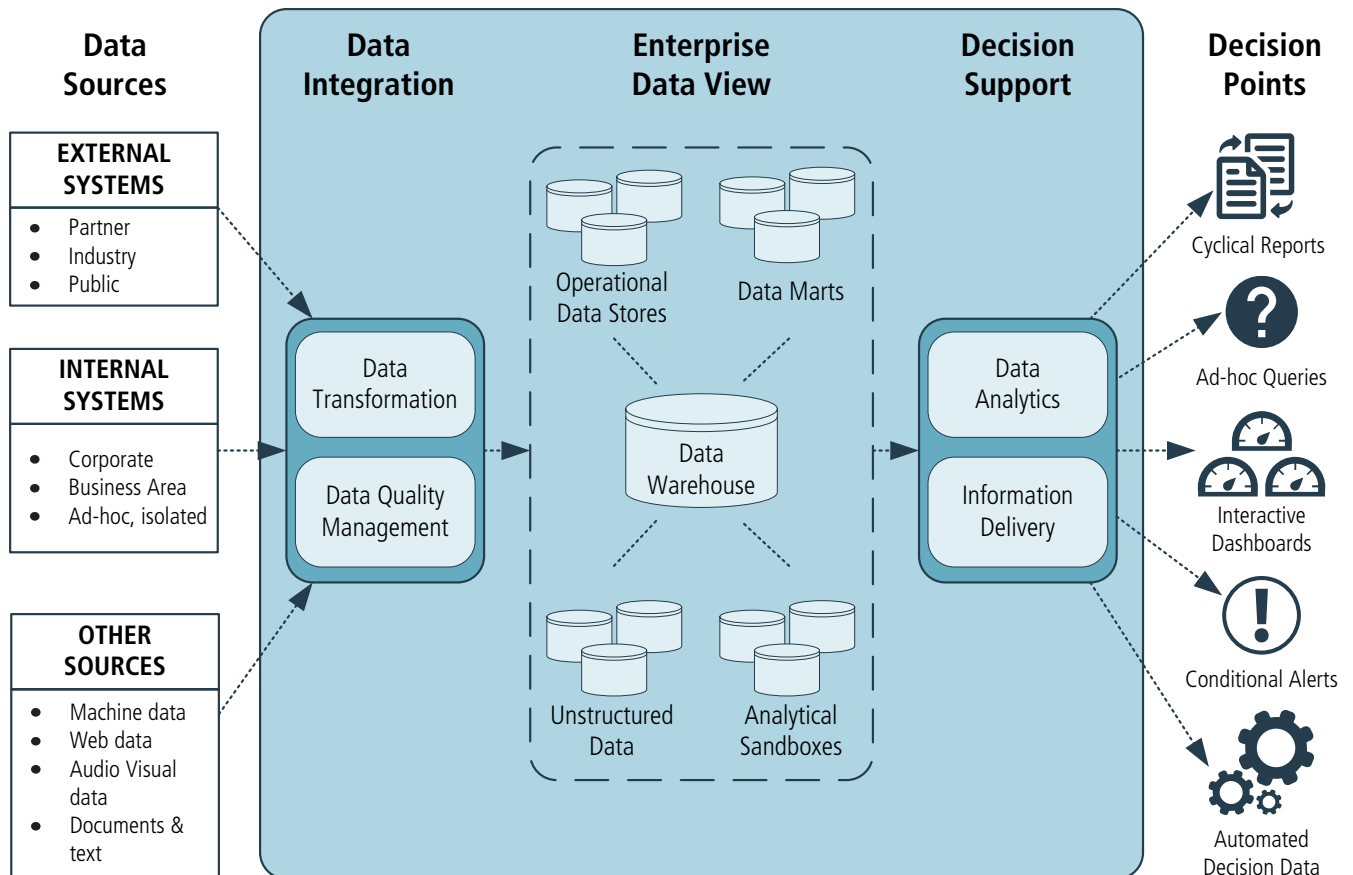 Data
Sources
Data
Integration
Enterprise
Data View
Decision
Support
Decision
Points
EXTERNAL
SYSTEMS
• Partner
• Industry
• Public
INTERNAL
SYSTEMS
• Corporate
• Business Area
• Ad-hoc, isolated
OTHER
SOURCES
• Machine data
• Web data
• Audio Visual
data
• Documents &
text
Data
Transformation
Data Quality
Management
Operational
Data Stores
Data Marts
Data
Warehouse
Unstructured
Data
Analytical
Sandboxes
Data
Analytics
Information
Delivery
Cyclical Reports
?
Ad-hoc Queries
Interactive
Dashboards
!
Conditional Alerts
Automated
Decision Data